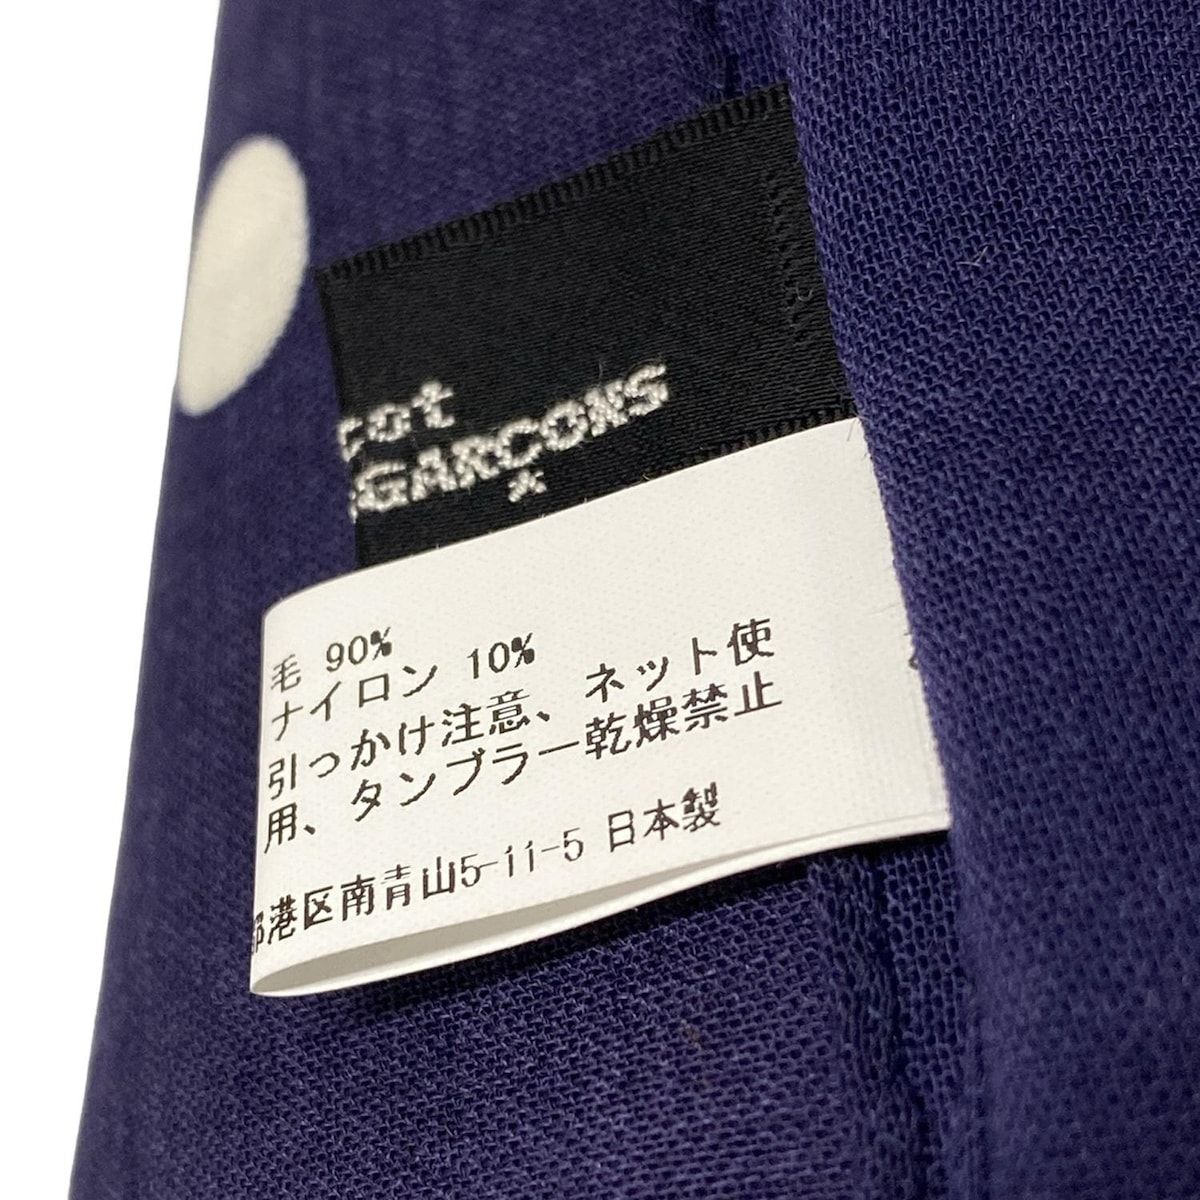 cot
GARCONS
*
毛 90%
ナイロン 10%
引っかけ注意、ネット使
用、タンブラー乾燥禁止
都港区南青山5-11-5 日本製